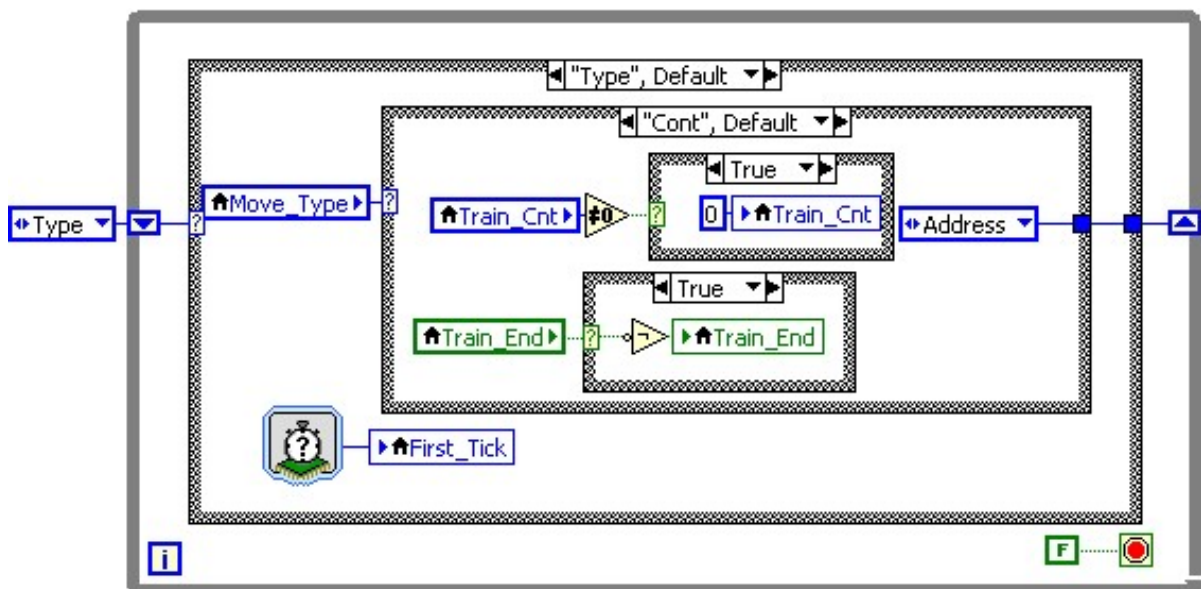 "Type", Default
"Cont", Default
True
Type
Move_Type
?
?
Train_Cnt
≠0
?
0
Train_Cnt
Address
True
Train_End
?
Train_End
?
First_Tick
i
F